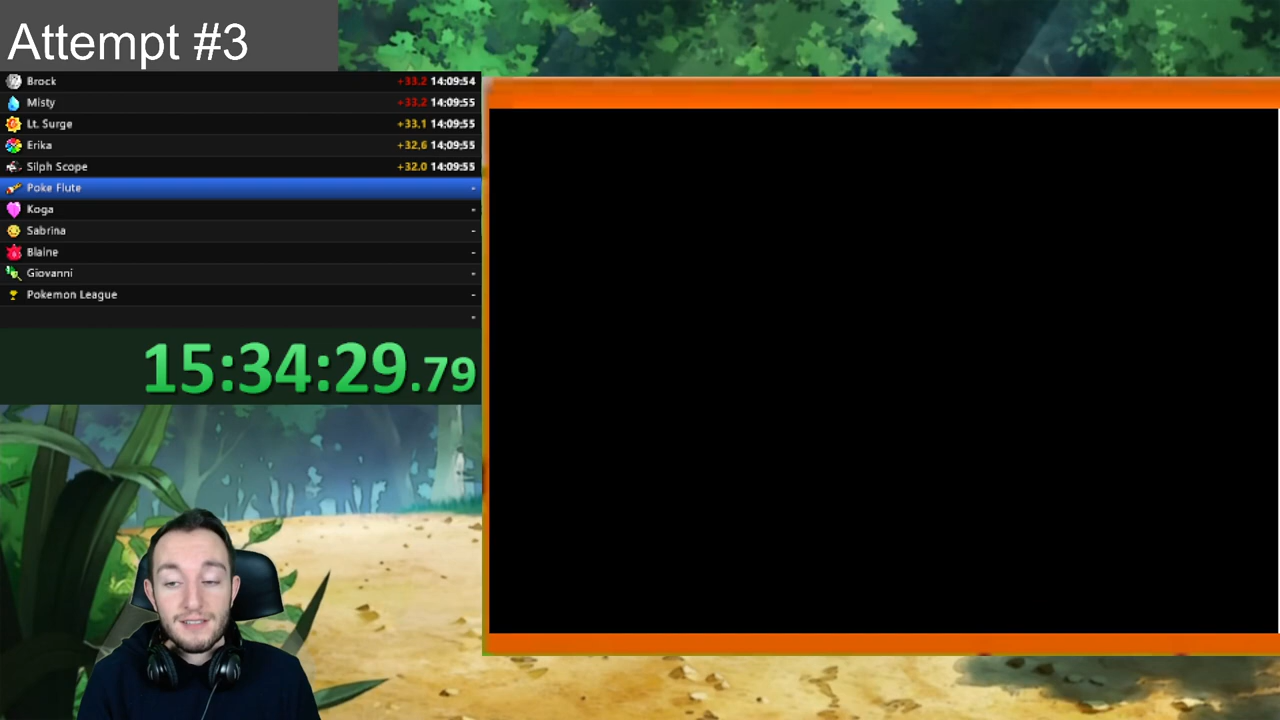 Attempt #3
Brock +33.2 14:09:54
Misty +33.2 14:09:55
Lt. Surge +33.1 14:09:55
Erika +32.6 14:09:55
Silph Scope +32.0 14:09:55
Poke Flute -
Koga -
Sabrina -
Blaine -
Giovanni -
Pokemon League -
-
15:34:29.79